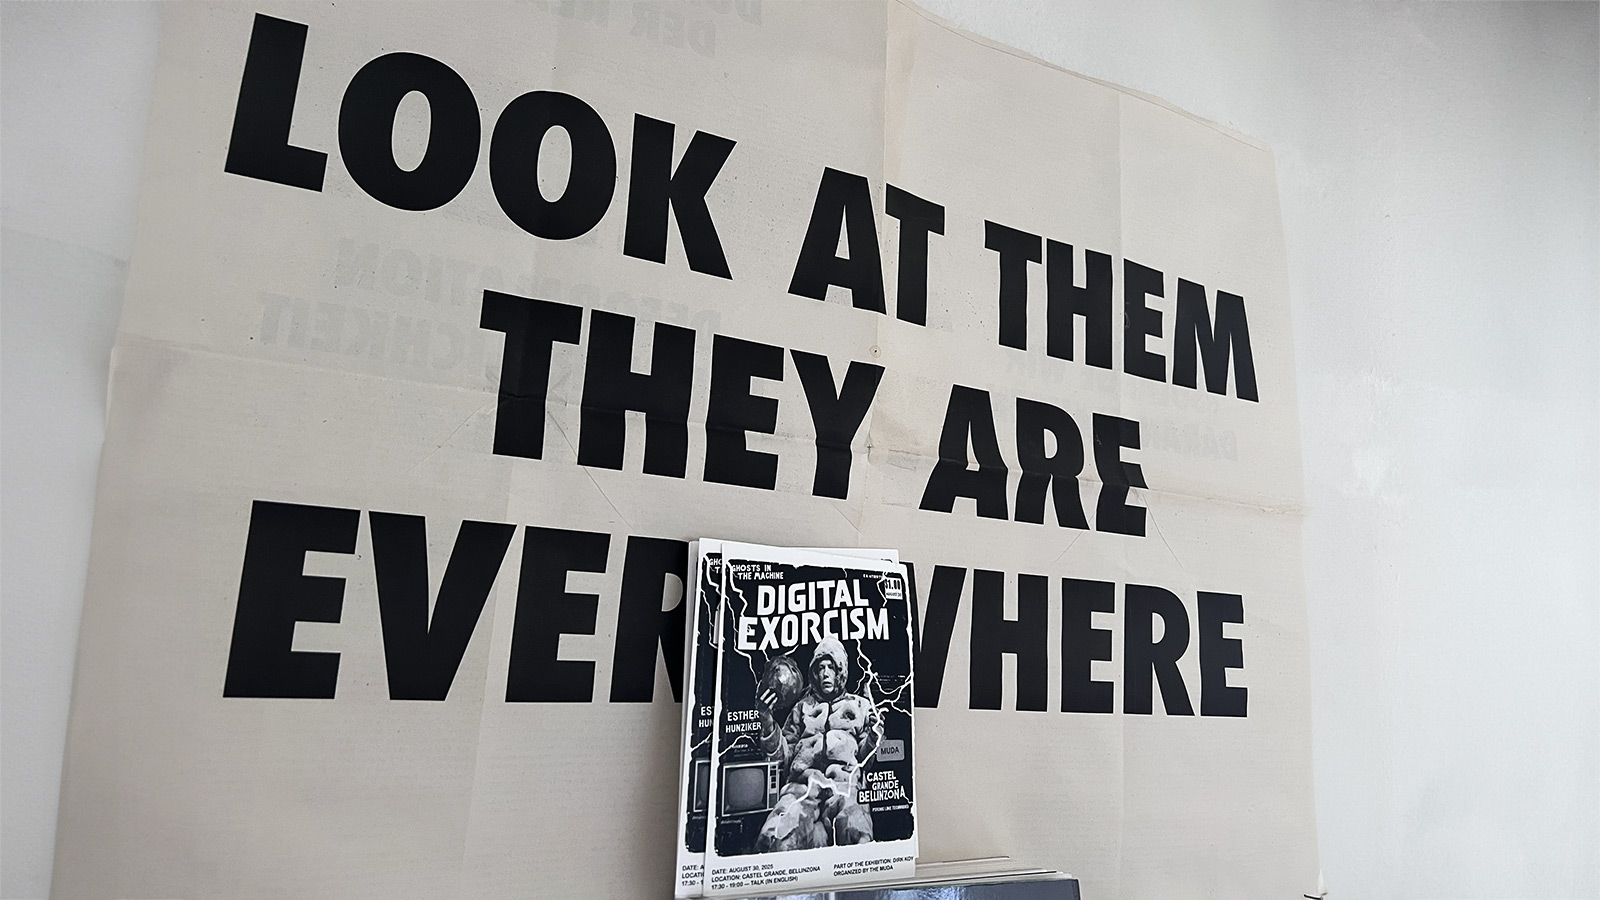 LOOK AT THEM
THEY ARE
EVER WHERE
GHOSTS IN
THE MACHINE
$1.00
DIGITAL
EXORCISM
ESTHER
HUNZIKER
MUDA
CASTEL
GRANDE
BELLINZONA
DATE: AUGUST 30, 2025
LOCATION: CASTEL GRANDE, BELLINZONA
17:30 - 19:00 — TALK (IN ENGLISH)
PART OF THE EXHIBITION: DIRK KOY
ORGANIZED BY THE MUDA